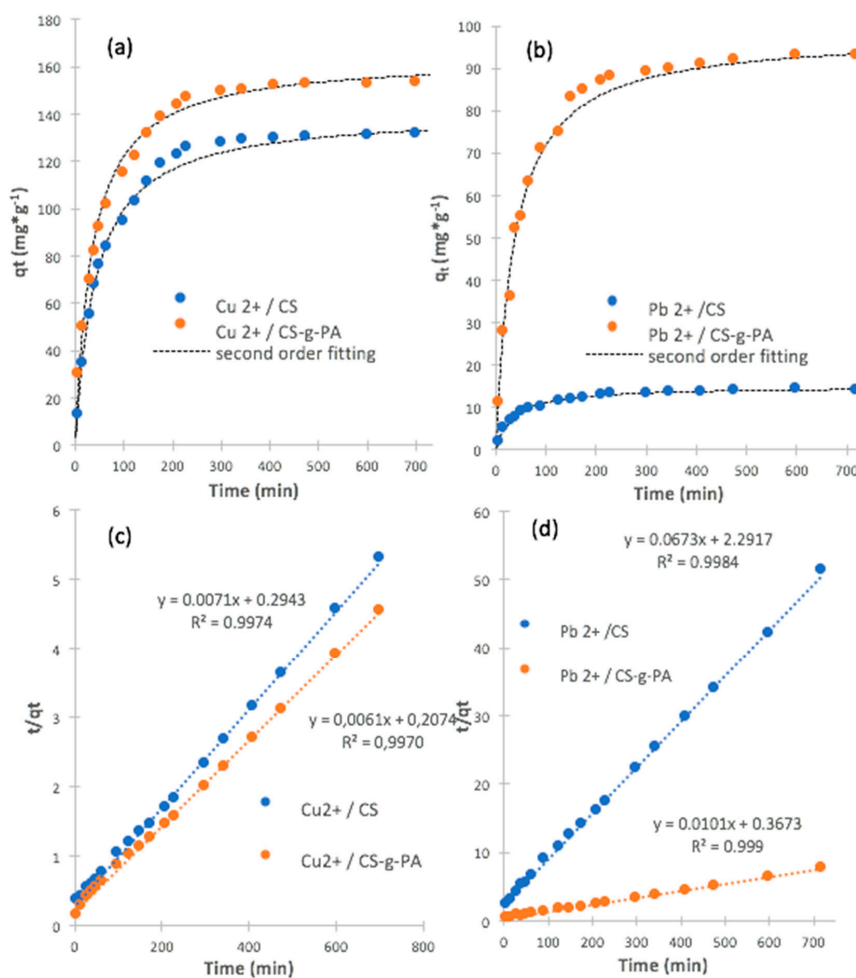 (a)
180
160
140
120
100
80
60
40
20
0
qt (mg*g-1)
Cu 2+ / CS
Cu 2+ / CS-g-PA
second order fitting
0 100 200 300 400 500 600 700
Time (min)
(b)
100
90
80
70
60
50
40
30
20
10
0
qt (mg*g-1)
Pb 2+ /CS
Pb 2+ / CS-g-PA
second order fitting
0 100 200 300 400 500 600 700
Time (min)
(c)
6
5
4
3
2
1
0
t/qt
y = 0.0071x + 0.2943
R² = 0.9974
y = 0,0061x + 0,2074
R² = 0,9970
Cu2+ / CS
Cu2+ / CS-g-PA
0 200 400 600 800
Time (min)
(d)
60
50
40
30
20
10
0
t/qt
y = 0.0673x + 2.2917
R² = 0.9984
Pb 2+ /CS
Pb 2+ / CS-g-PA
y = 0.0101x + 0.3673
R² = 0.999
0 100 200 300 400 500 600 700
Time (min)